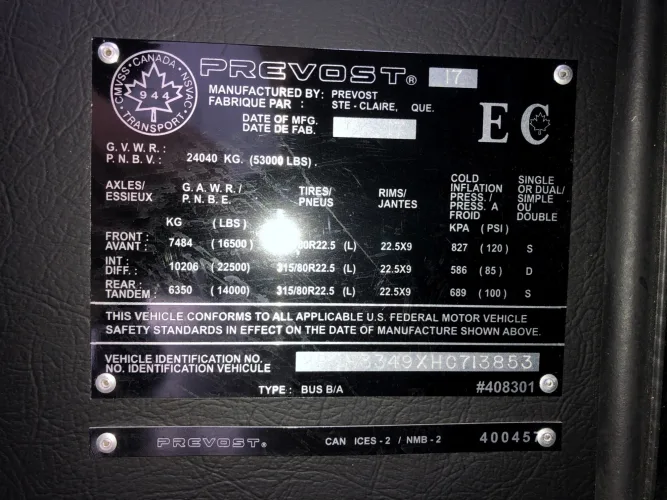 CMVSS · CANADA · NSVAC
944
TRANSPORT
PREVOST® 17
MANUFACTURED BY : PREVOST
FABRIQUE PAR : STE - CLAIRE, QUE.
DATE OF MFG.
DATE DE FAB.
EC
G. V. W. R. :
P. N. B. V. : 24040 KG. (53000 LBS) .
AXLES/ ESSIEUX G. A. W. R. / P. N. B. E. TIRES/ PNEUS RIMS/ JANTES COLD INFLATION PRESS. / PRESS. A FROID SINGLE OR DUAL/ SIMPLE OU DOUBLE
KG ( LBS) KPA ( PSI )
FRONT : AVANT : 7484 ( 16500) 80R22.5 (L) 22.5X9 827 ( 120) S
INT : DIFF. : 10206 ( 22500) 315/80R22.5 (L) 22.5X9 586 ( 85) D
REAR : TANDEM : 6350 ( 14000) 315/80R22.5 (L) 22.5X9 689 ( 100) S
THIS VEHICLE CONFORMS TO ALL APPLICABLE U.S. FEDERAL MOTOR VEHICLE
SAFETY STANDARDS IN EFFECT ON THE DATE OF MANUFACTURE SHOWN ABOVE.
VEHICLE IDENTIFICATION NO.
NO. IDENTIFICATION VEHICULE
3349XHG713853
TYPE : BUS B/A #408301
PREVOST® CAN ICES - 2 / NMB - 2 400457